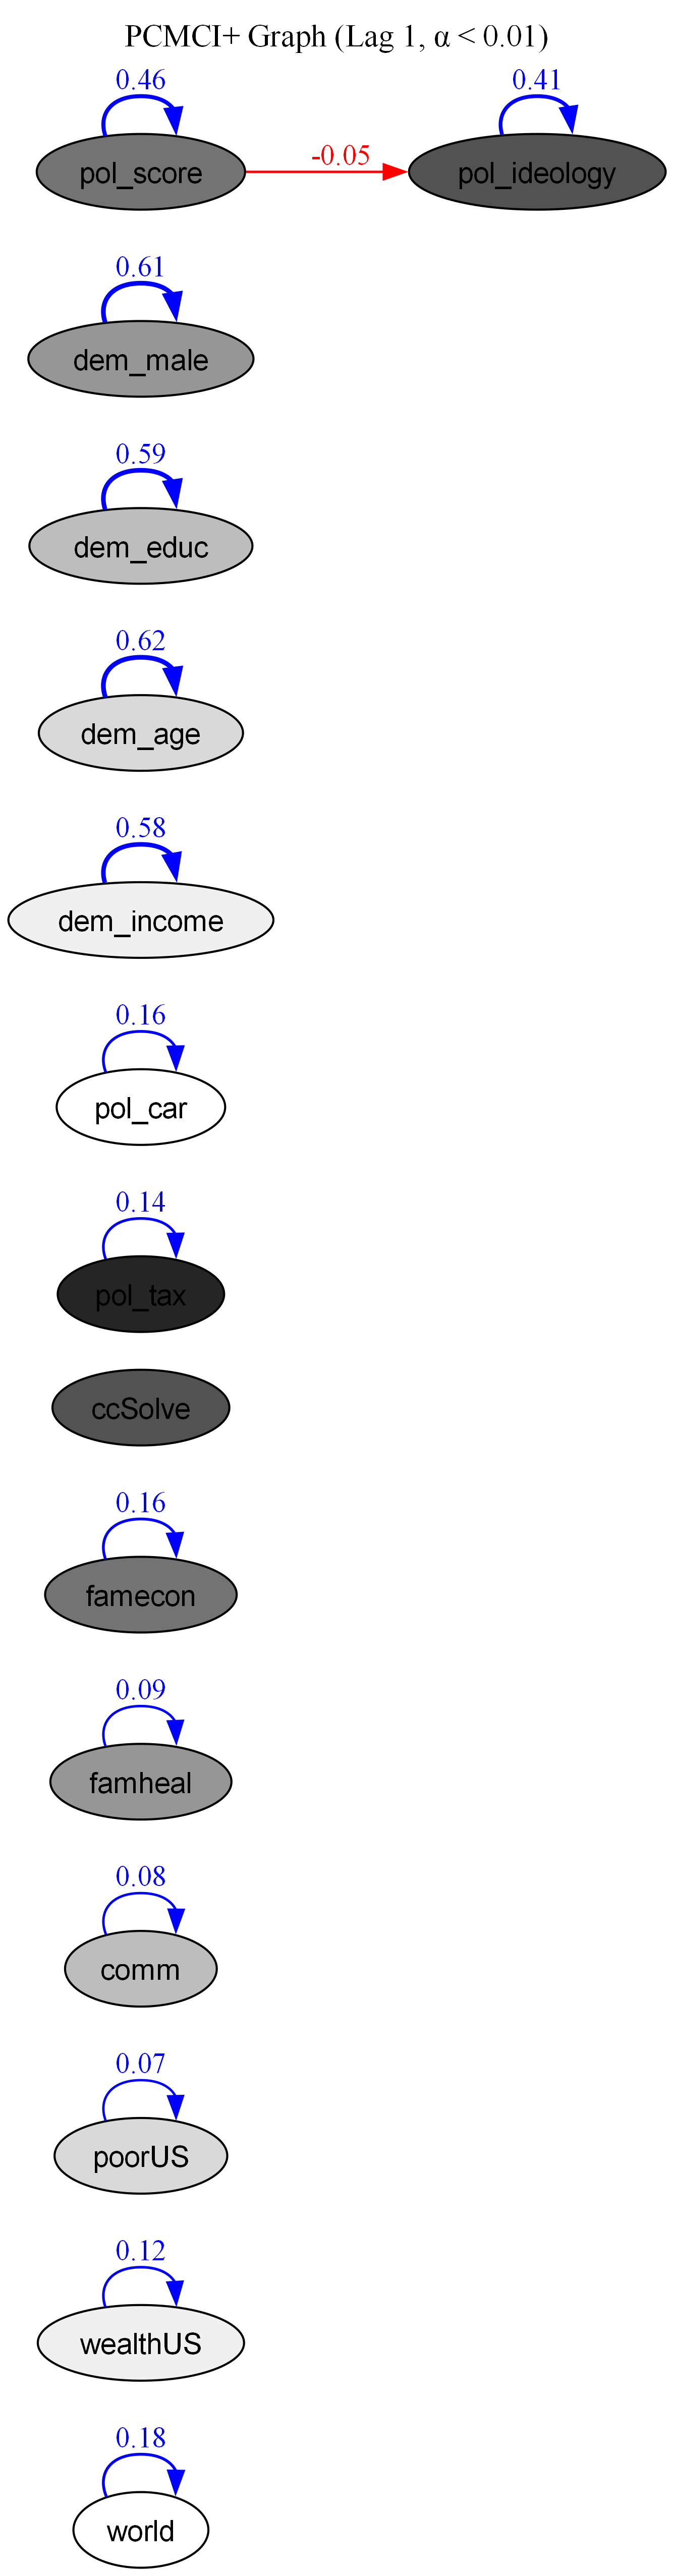 PCMCI+ Graph (Lag 1, α < 0.01)
0.46
0.41
pol_score
-0.05
pol_ideology
0.61
dem_male
0.59
dem_educ
0.62
dem_age
0.58
dem_income
0.16
pol_car
0.14
pol_tax
ccSolve
0.16
famecon
0.09
famheal
0.08
comm
0.07
poorUS
0.12
wealthUS
0.18
world